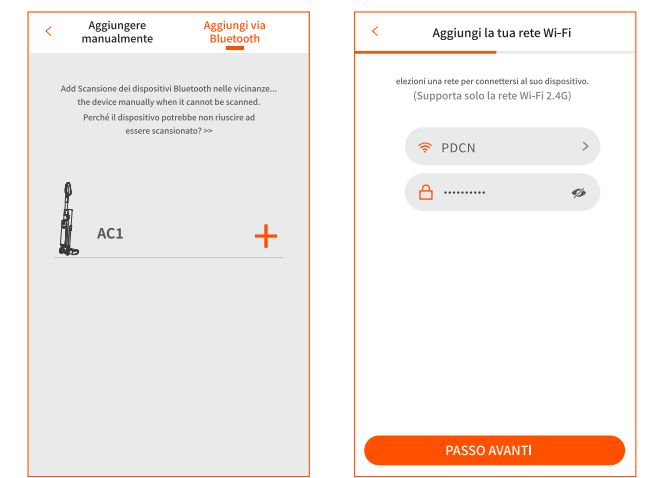 Aggiungere
manualmente
Aggiungi via
Bluetooth
Add Scansione dei dispositivi Bluetooth nelle vicinanze...
the device manually when it cannot be scanned.
Perché il dispositivo potrebbe non riuscire ad
essere scansionato? >>
AC1
Aggiungi la tua rete Wi-Fi
elezioni una rete per connettersi al suo dispositivo.
(Supporta solo la rete Wi-Fi 2.4G)
PDCN
••••••••••
PASSO AVANTI